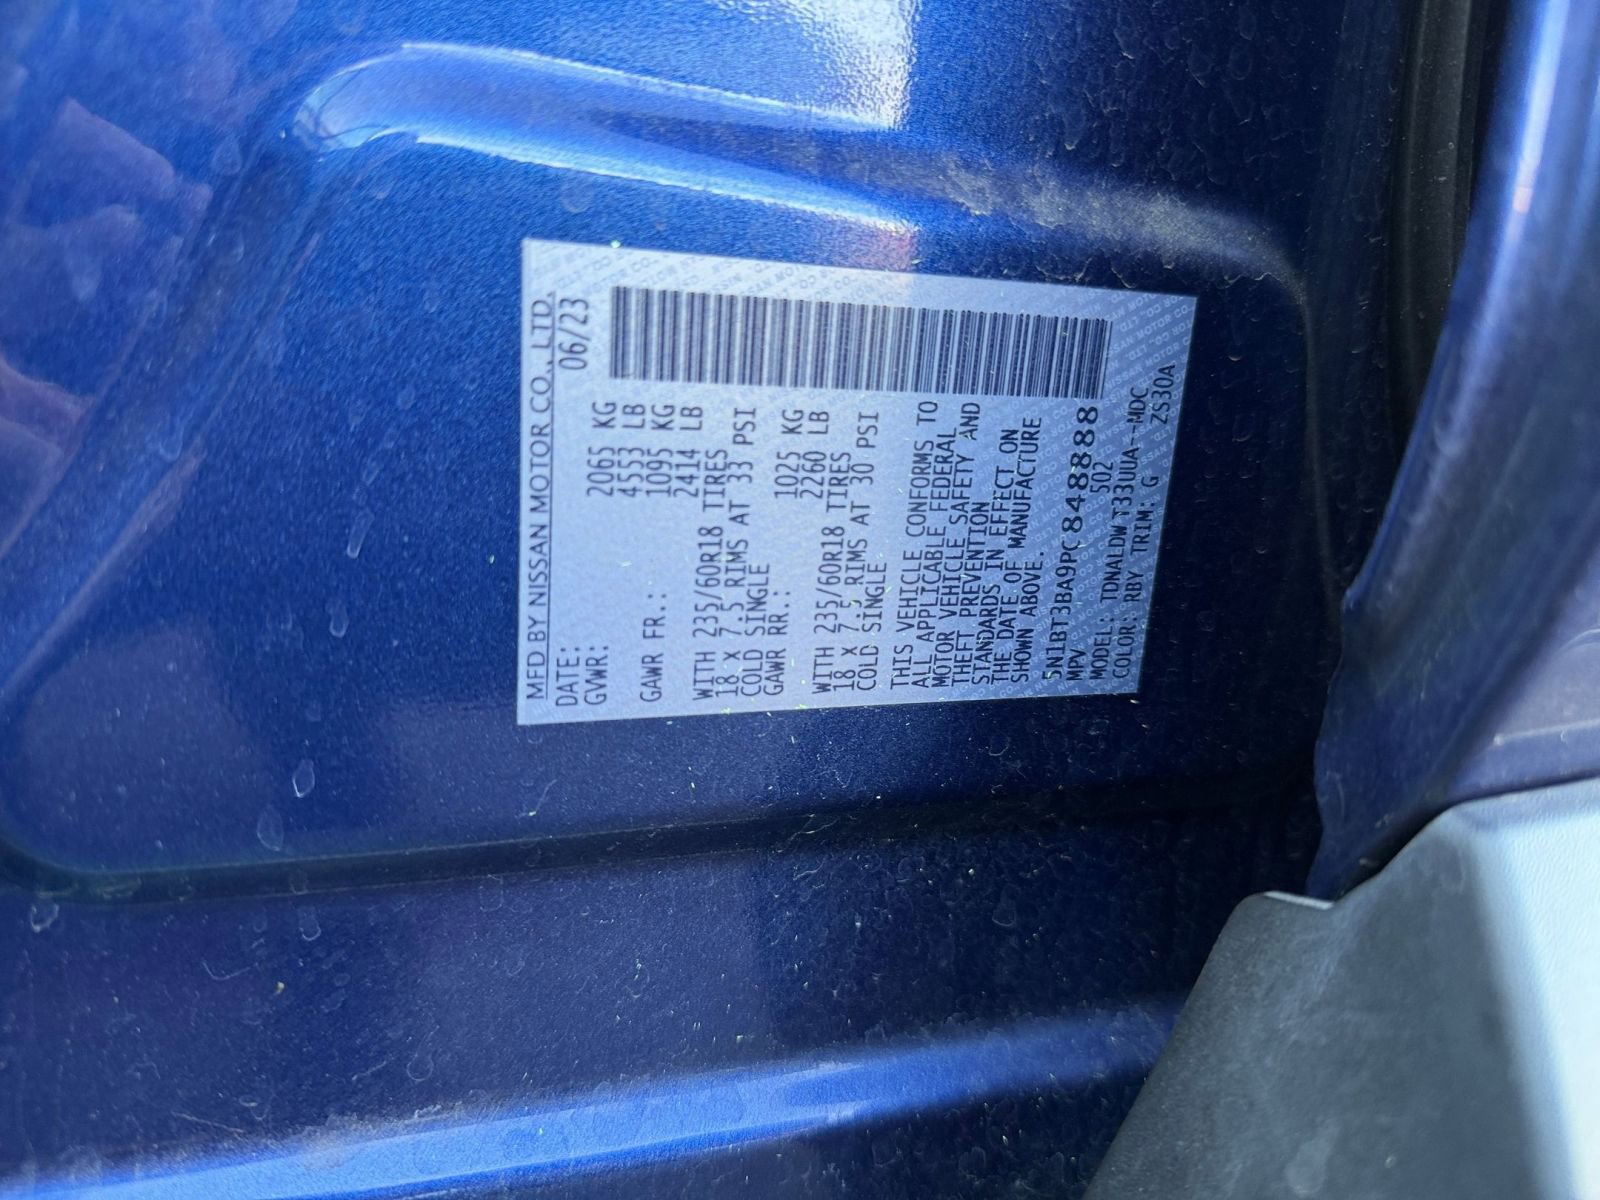 MFD BY NISSAN MOTOR CO., LTD.
DATE: 06/23
GVWR: 2065 KG
4553 LB
GAWR FR.: 1095 KG
2414 LB
WITH 235/60R18 TIRES
18 X 7.5 RIMS AT 33 PSI
COLD SINGLE
GAWR RR.: 1025 KG
2260 LB
WITH 235/60R18 TIRES
18 X 7.5 RIMS AT 30 PSI
COLD SINGLE
THIS VEHICLE CONFORMS TO
ALL APPLICABLE FEDERAL
MOTOR VEHICLE SAFETY AND
THEFT PREVENTION
STANDARDS IN EFFECT ON
THE DATE OF MANUFACTURE
SHOWN ABOVE.
5N1BT3BA9PC848888
MPV 502
MODEL: TDNALDW T33UUA--MDC
COLOR: RBY TRIM: G ZS30A